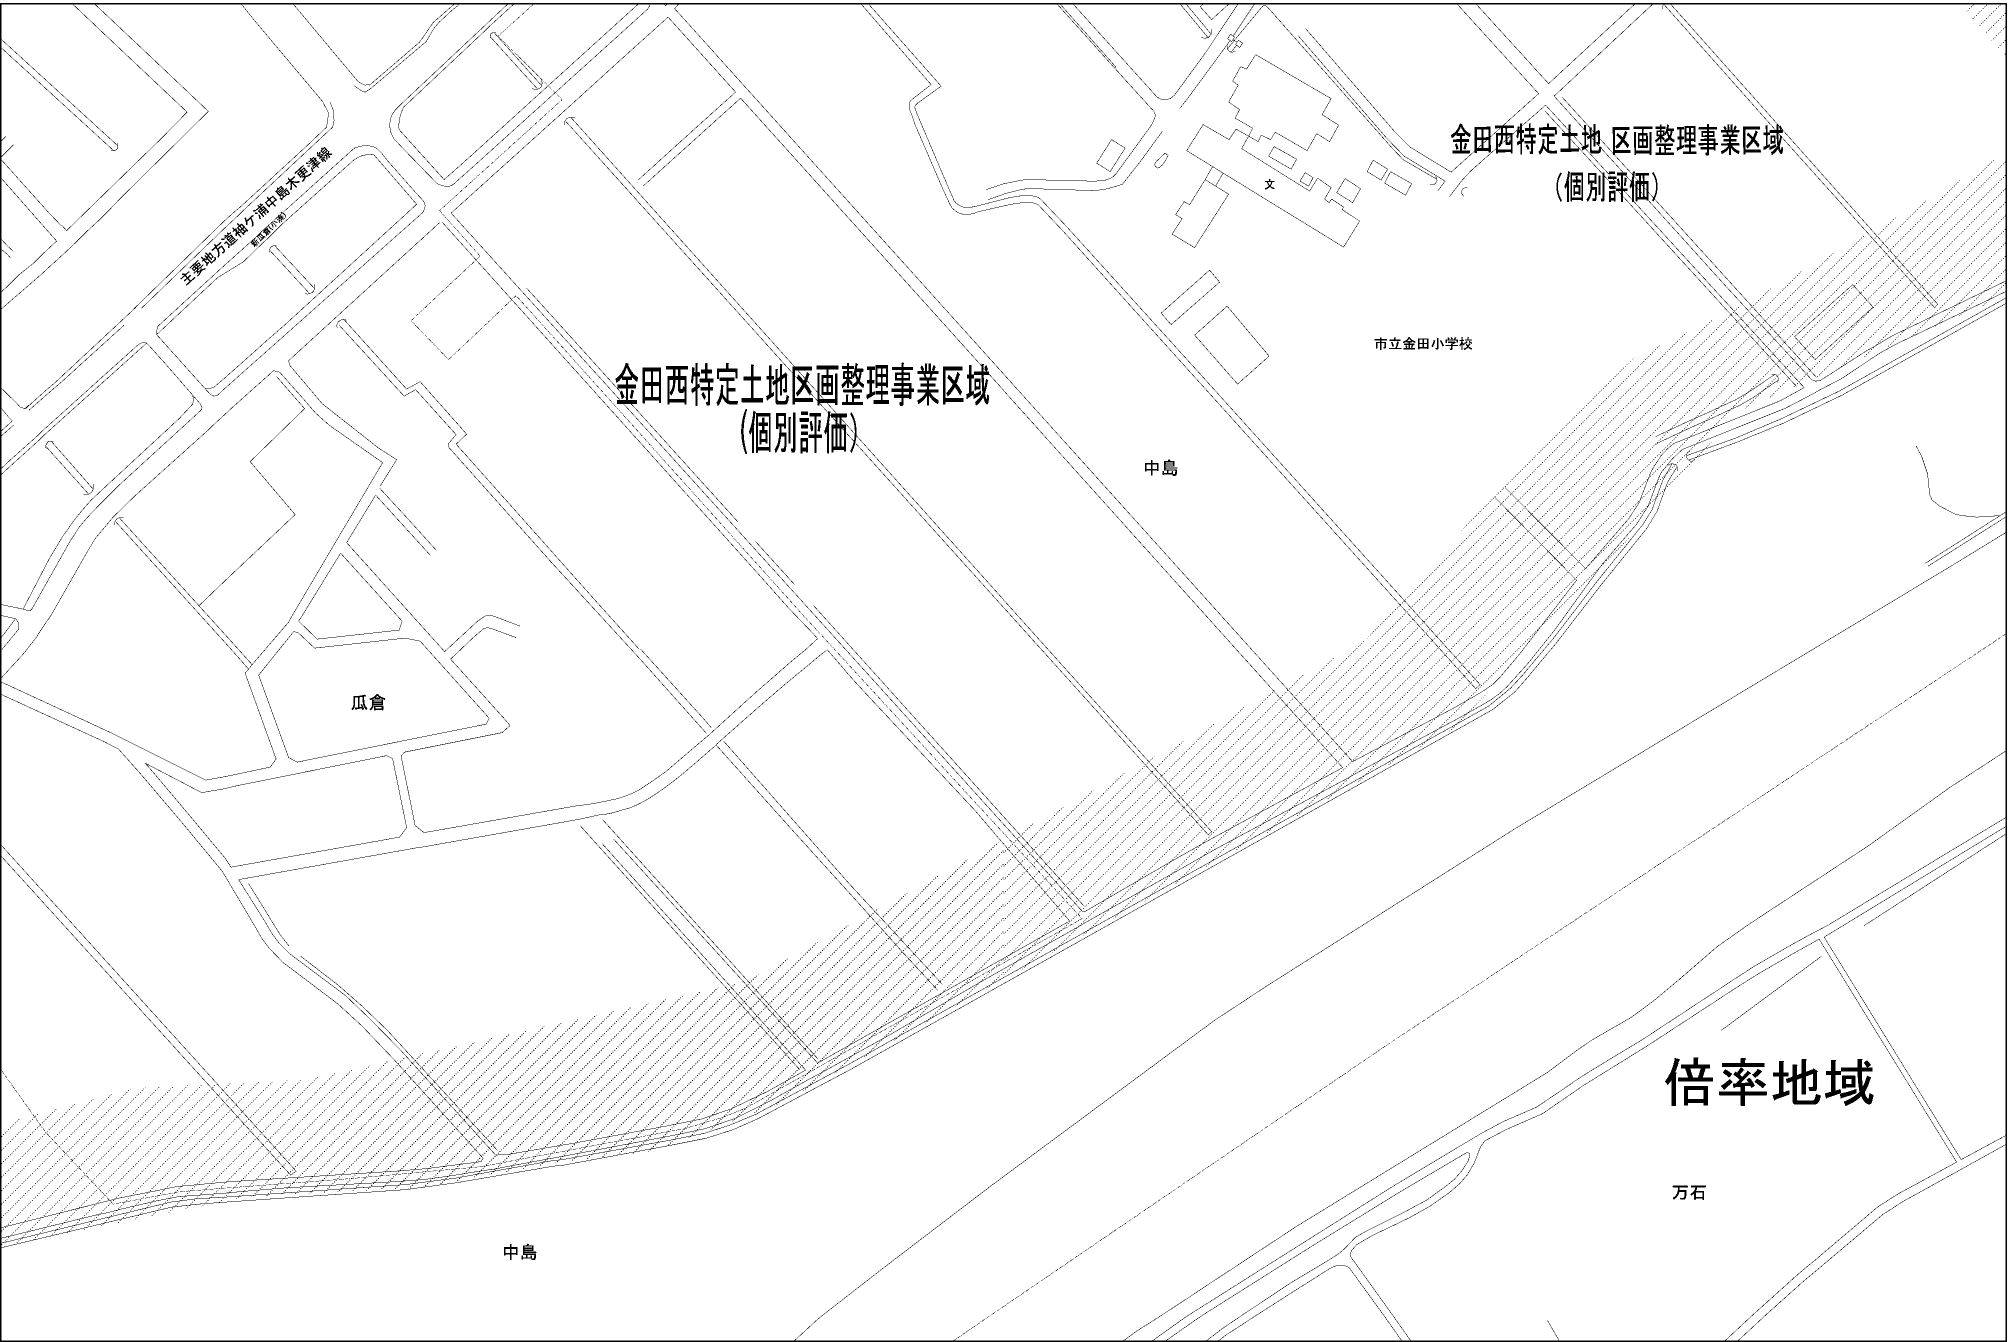 金田西特定土地 区画整理事業区域
(個別評価)
主要地方道袖ケ浦中島木更津線
文
市立金田小学校
金田西特定土地区画整理事業区域
(個別評価)
中島
瓜倉
倍率地域
万石
中島